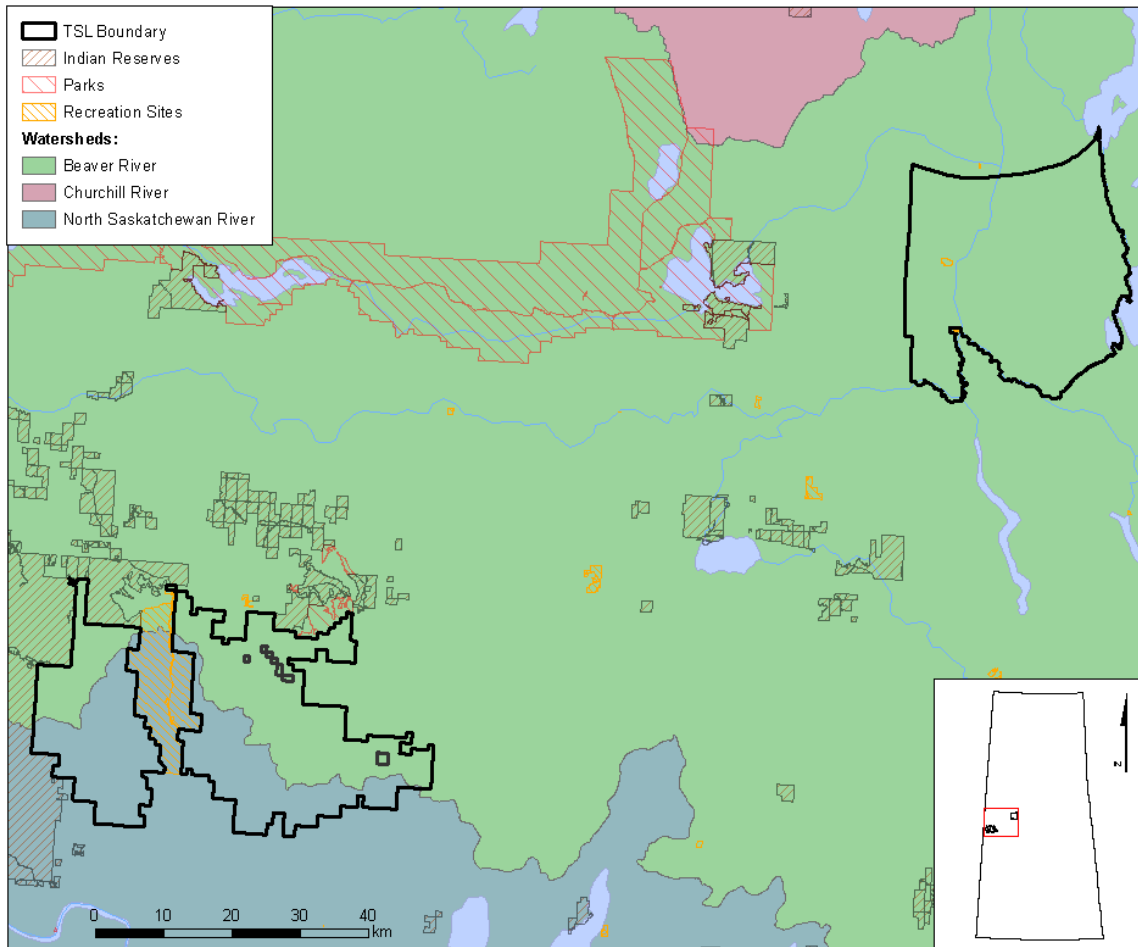 TSL Boundary
Indian Reserves
Parks
Recreation Sites
Watersheds:
Beaver River
Churchill River
North Saskatchewan River
0 10 20 30 40
km
N